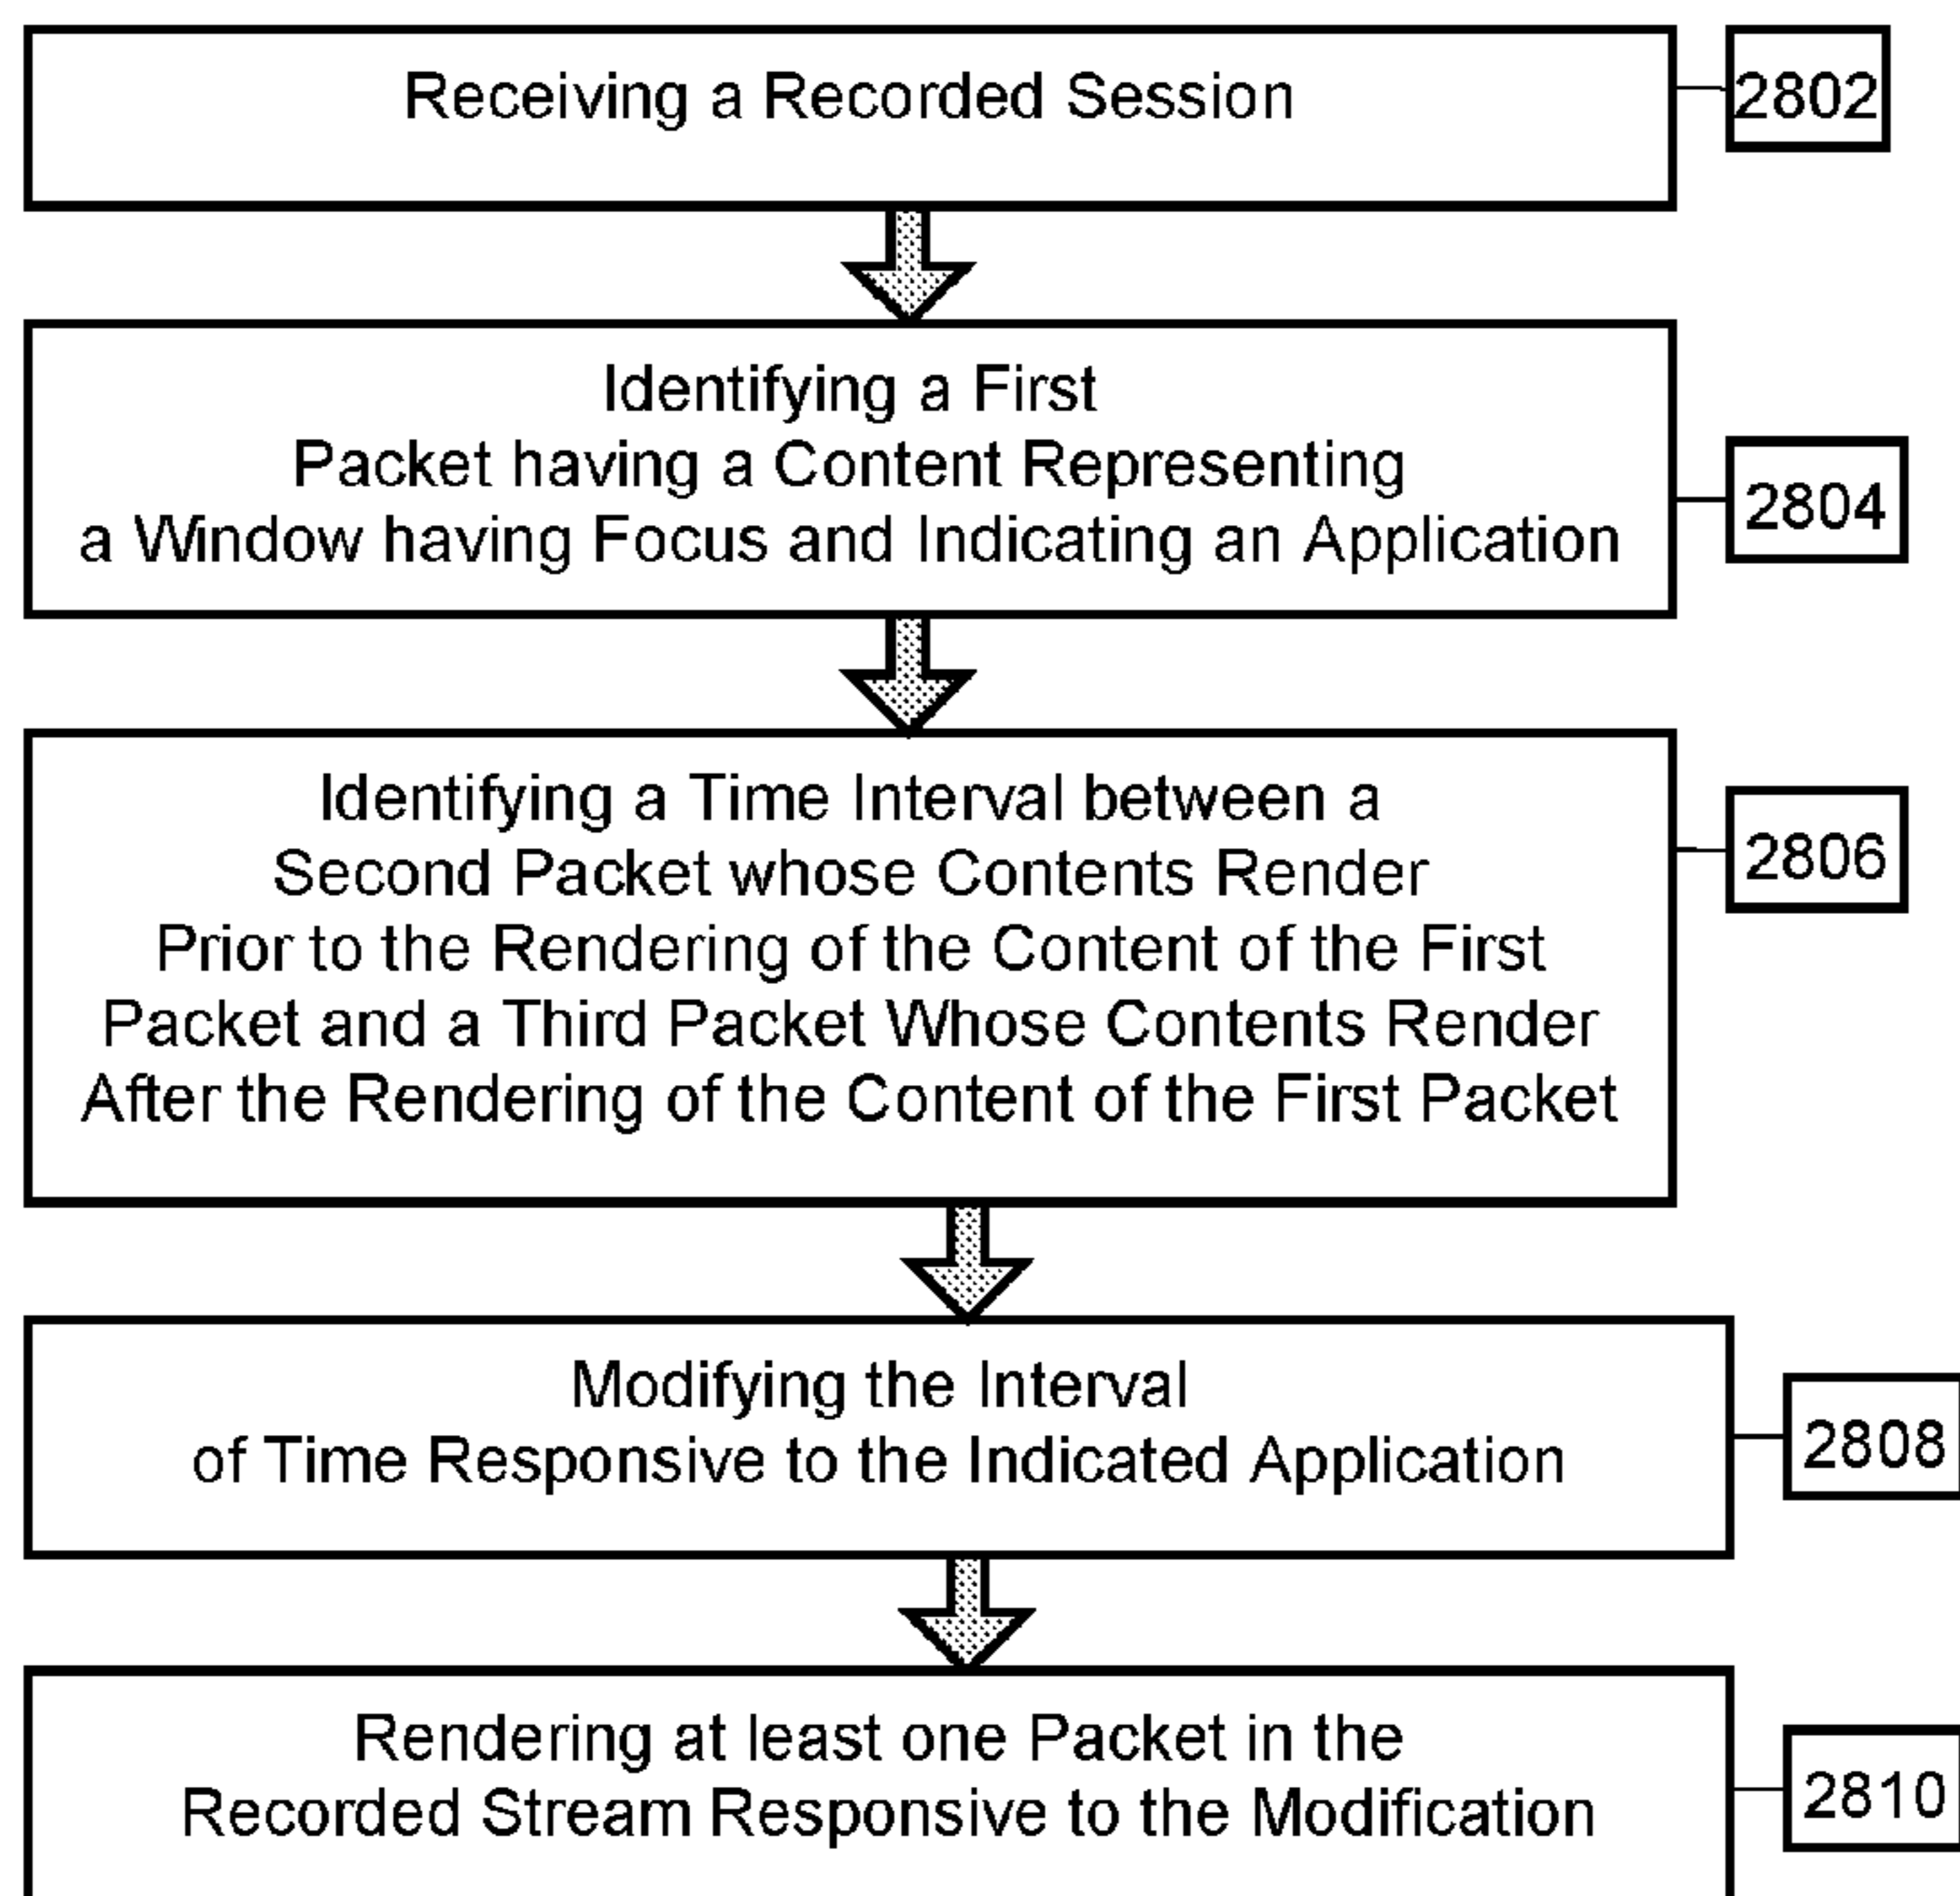 Receiving a Recorded Session
2802
Identifying a First
Packet having a Content Representing
a Window having Focus and Indicating an Application
2804
Identifying a Time Interval between a
Second Packet whose Contents Render
Prior to the Rendering of the Content of the First
Packet and a Third Packet Whose Contents Render
After the Rendering of the Content of the First Packet
2806
Modifying the Interval
of Time Responsive to the Indicated Application
2808
Rendering at least one Packet in the
Recorded Stream Responsive to the Modification
2810